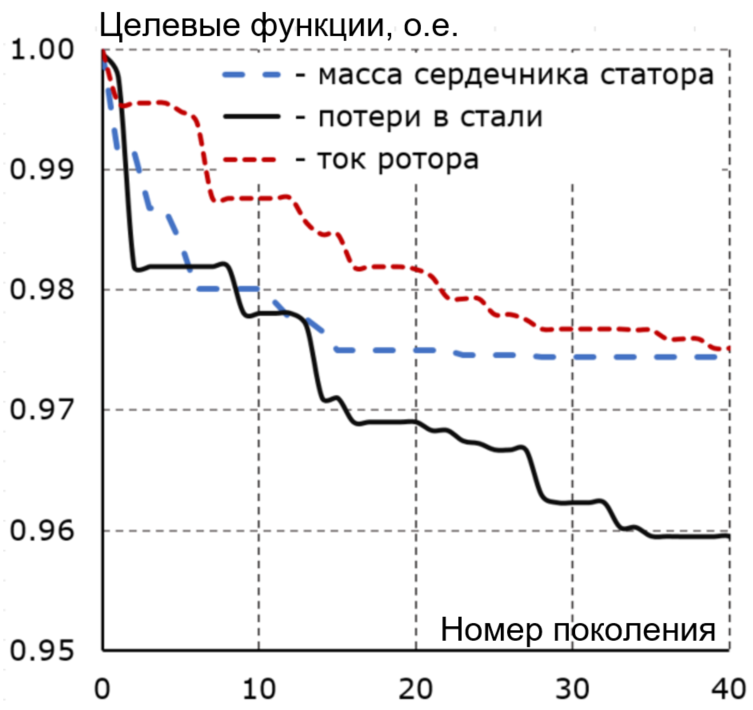 Целевые функции, о.е.
1.00
- масса сердечника статора
- потери в стали
- ток ротора
0.99
0.98
0.97
0.96
Номер поколения
0.95
0 10 20 30 40